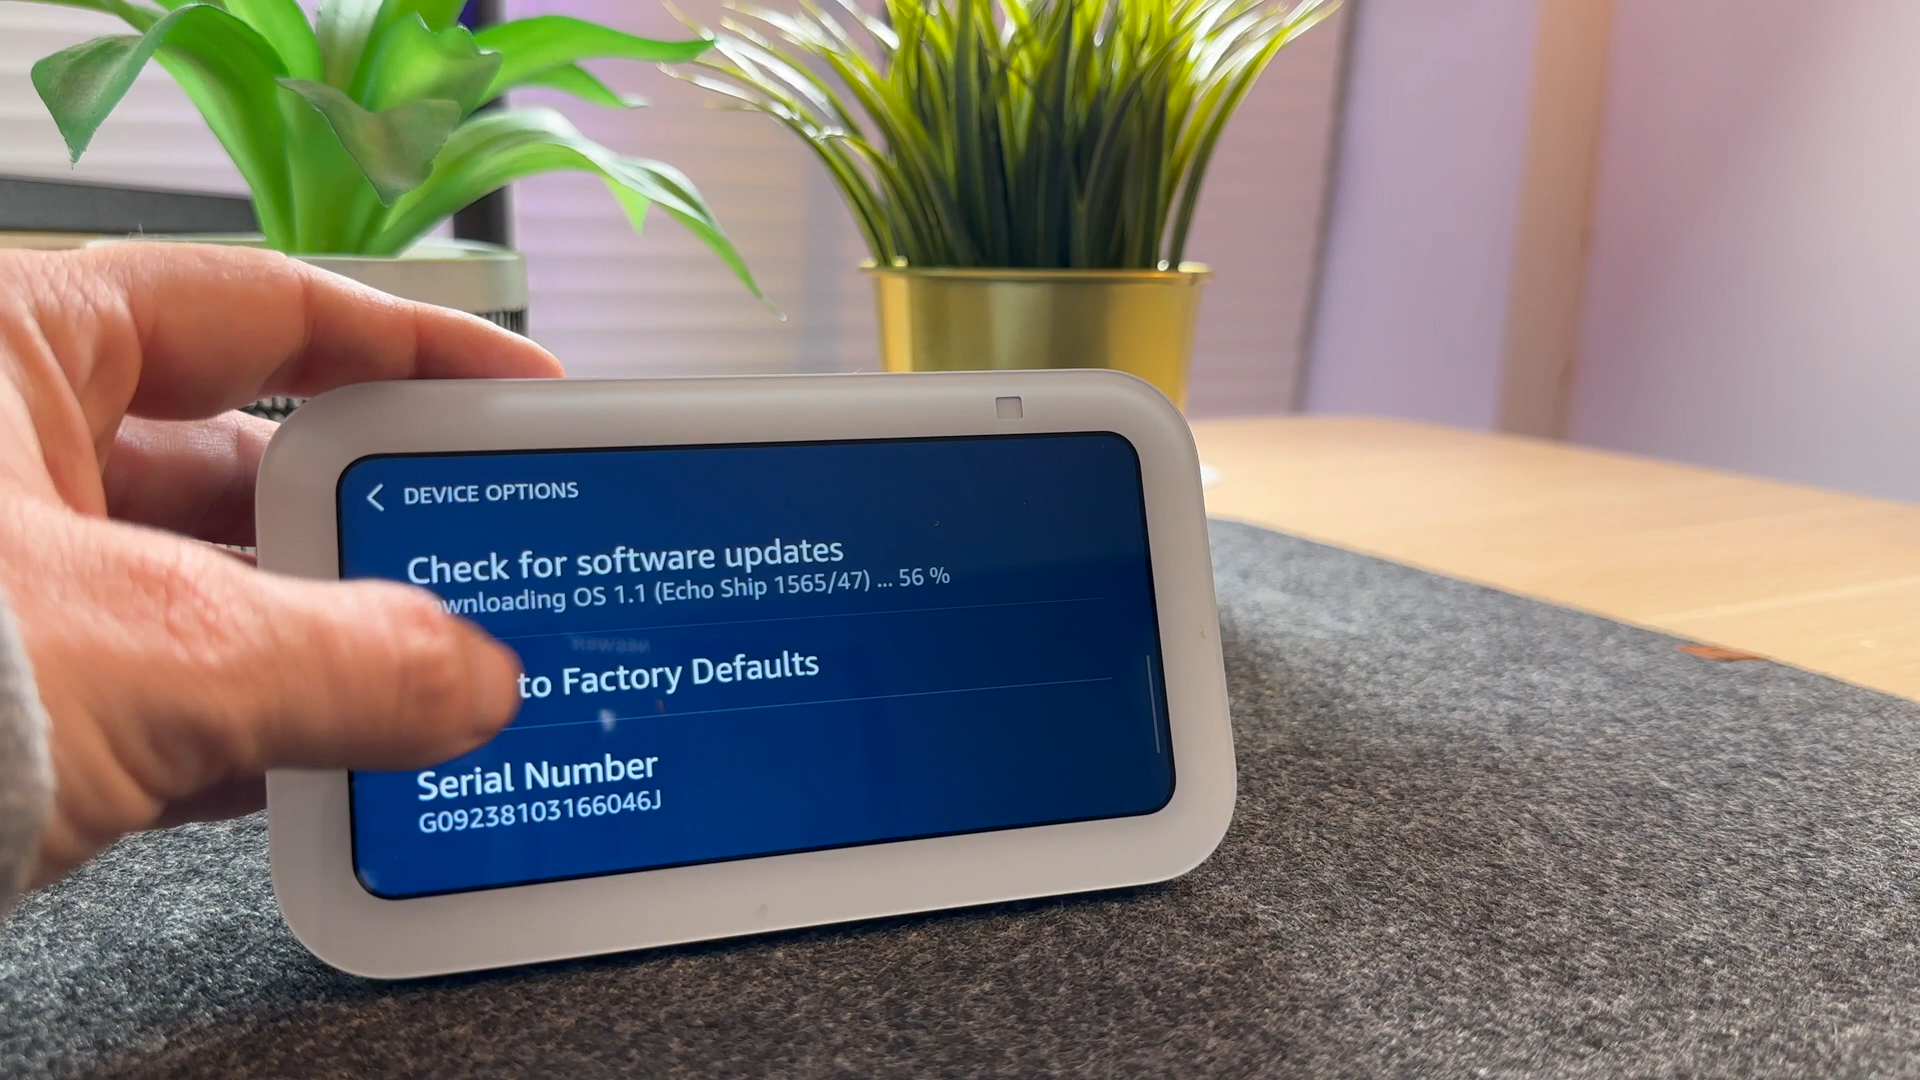 DEVICE OPTIONS
Check for software updates
ownloading OS 1.1 (Echo Ship 1565/47) ... 56 %
to Factory Defaults
Serial Number
G09238103166046J